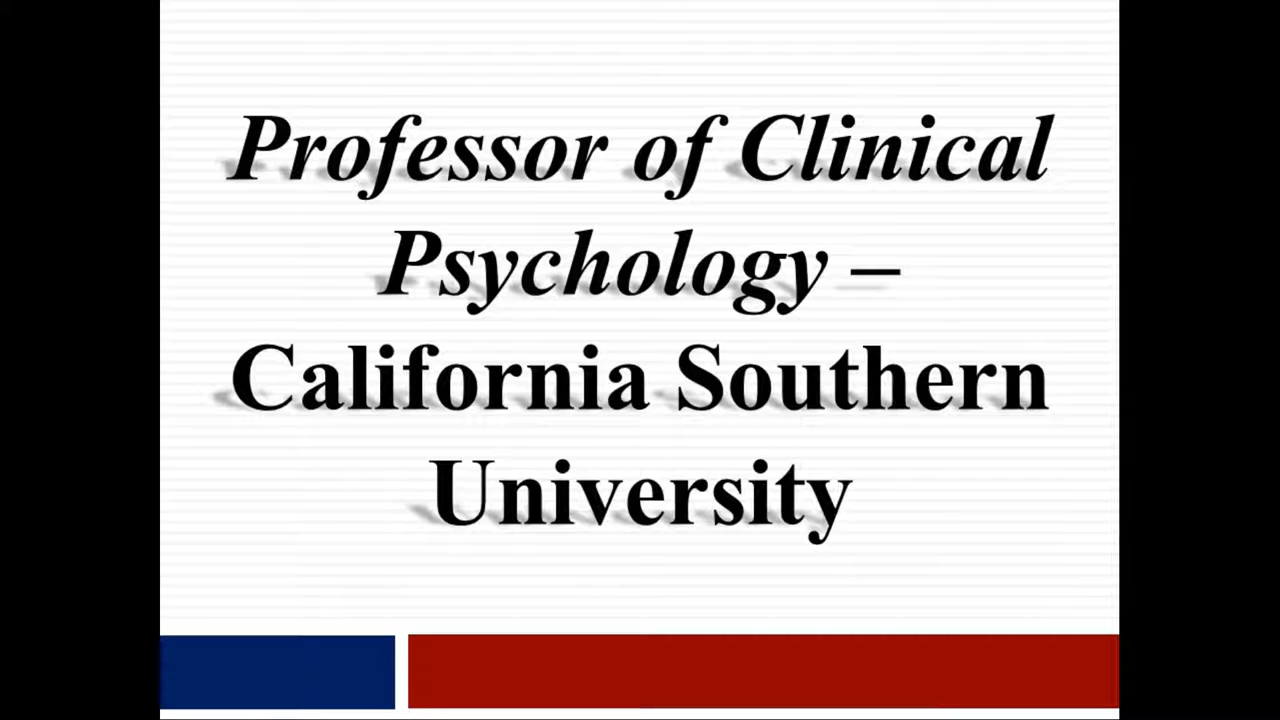 Professor of Clinical
Psychology –
California Southern
University